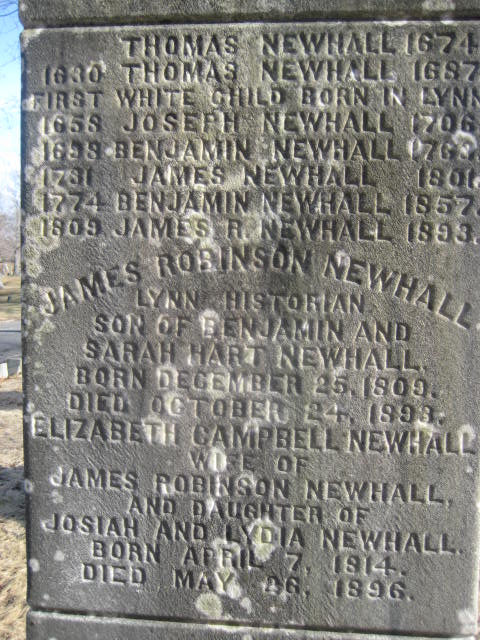 THOMAS NEWHALL 1674
1630 THOMAS NEWHALL 1687
FIRST WHITE CHILD BORN IN LYNN
1658 JOSEPH NEWHALL 1706
1698 BENJAMIN NEWHALL 1763.
1731 JAMES NEWHALL 1801.
1774 BENJAMIN NEWHALL 1857.
1809 JAMES R. NEWHALL 1893.
JAMES ROBINSON NEWHALL
LYNN HISTORIAN
SON OF BENJAMIN AND
SARAH HART NEWHALL.
BORN DECEMBER 25, 1809.
DIED OCTOBER 24, 1893.
ELIZABETH CAMPBELL NEWHALL
WIFE OF
JAMES ROBINSON NEWHALL,
AND DAUGHTER OF
JOSIAH AND LYDIA NEWHALL.
BORN APRIL 7, 1814.
DIED MAY 26, 1896.